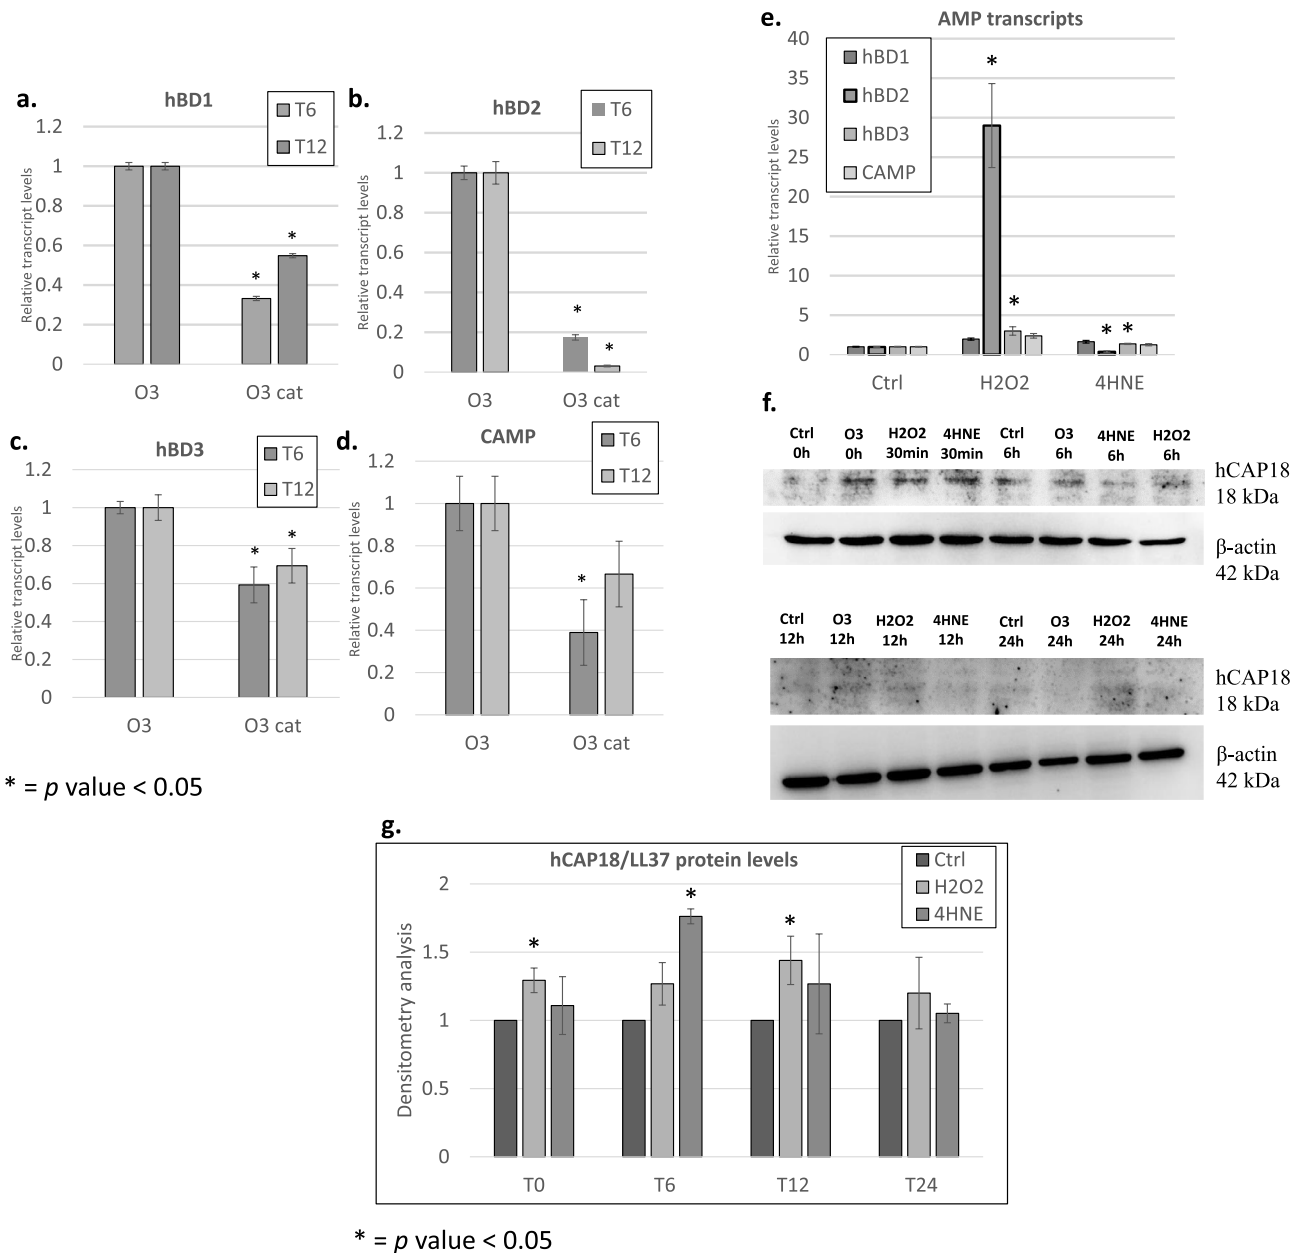 a.
hBD1
T6
T12
Relative transcript levels
1.2
1
0.8
0.6
0.4
0.2
0
*
*
O3
O3 cat
b.
hBD2
T6
T12
Relative transcript levels
1.2
1
0.8
0.6
0.4
0.2
0
*
*
O3
O3 cat
c.
hBD3
T6
T12
Relative transcript levels
1.2
1
0.8
0.6
0.4
0.2
0
*
*
O3
O3 cat
d.
CAMP
T6
T12
Relative transcript levels
1.2
1
0.8
0.6
0.4
0.2
0
*
O3
O3 cat
* = p value < 0.05
e.
AMP transcripts
hBD1
hBD2
hBD3
CAMP
Relative transcript levels
40
35
30
25
20
15
10
5
0
*
*
*
*
Ctrl
H2O2
4HNE
f.
Ctrl O3 H2O2 4HNE Ctrl O3 4HNE H2O2
0h 0h 30min 30min 6h 6h 6h 6h
hCAP18
18 kDa
β-actin
42 kDa
Ctrl O3 H2O2 4HNE Ctrl O3 H2O2 4HNE
12h 12h 12h 12h 24h 24h 24h 24h
hCAP18
18 kDa
β-actin
42 kDa
g.
hCAP18/LL37 protein levels
Ctrl
H2O2
4HNE
Densitometry analysis
2
1.5
1
0.5
0
*
*
*
T0
T6
T12
T24
* = p value < 0.05